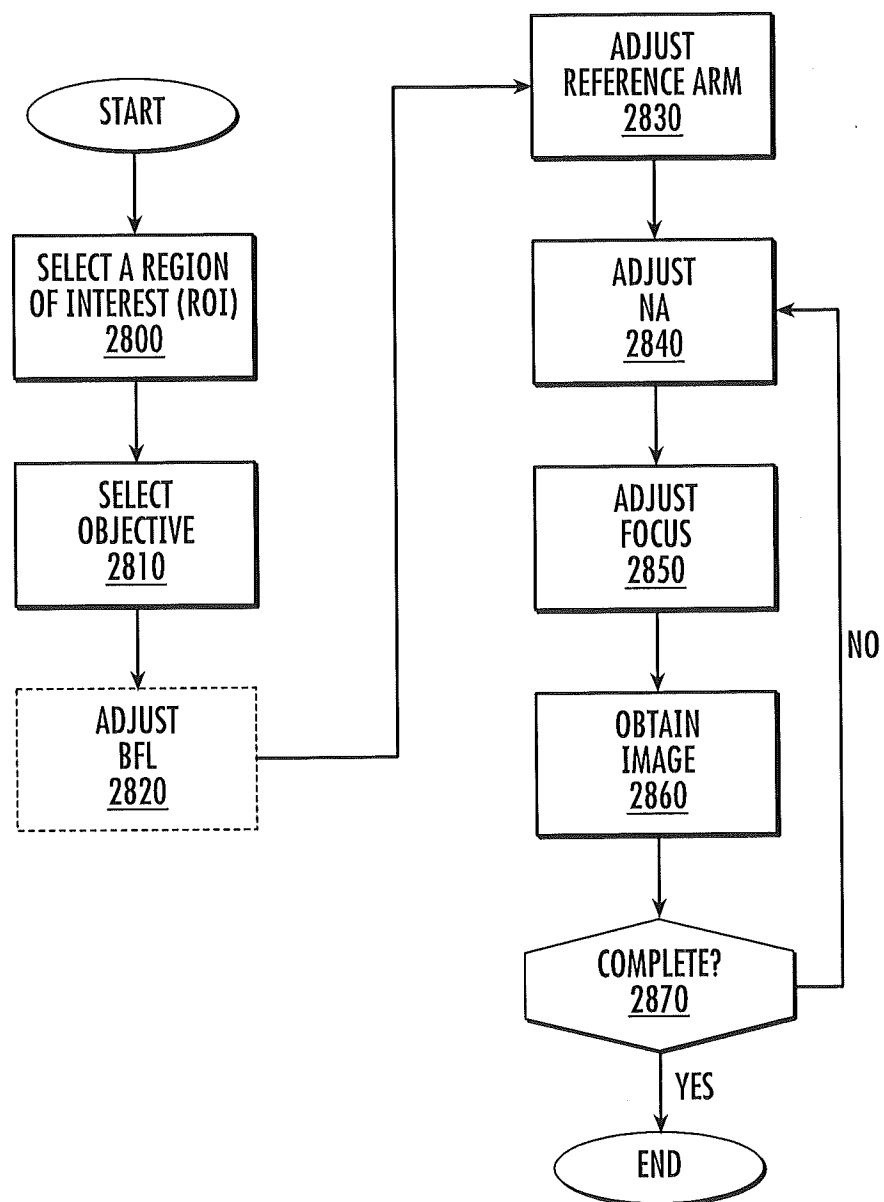 START
SELECT A REGION
OF INTEREST (ROI)
2800
SELECT
OBJECTIVE
2810
ADJUST
BFL
2820
ADJUST
REFERENCE ARM
2830
ADJUST
NA
2840
ADJUST
FOCUS
2850
OBTAIN
IMAGE
2860
COMPLETE?
2870
NO
YES
END